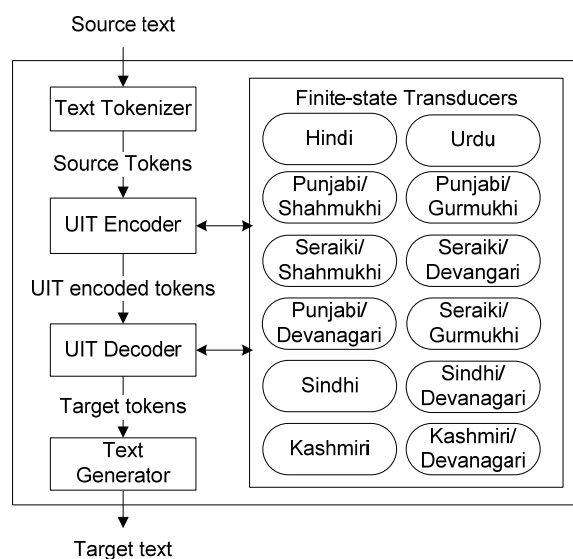 Source text
Text Tokenizer
Source Tokens
UIT Encoder
UIT encoded tokens
UIT Decoder
Target tokens
Text
Generator
Target text
Finite-state Transducers
Hindi
Urdu
Punjabi/
Shahmukhi
Punjabi/
Gurmukhi
Seraiki/
Shahmukhi
Seraiki/
Devangari
Punjabi/
Devanagari
Seraiki/
Gurmukhi
Sindhi
Sindhi/
Devanagari
Kashmiri
Kashmiri/
Devanagari